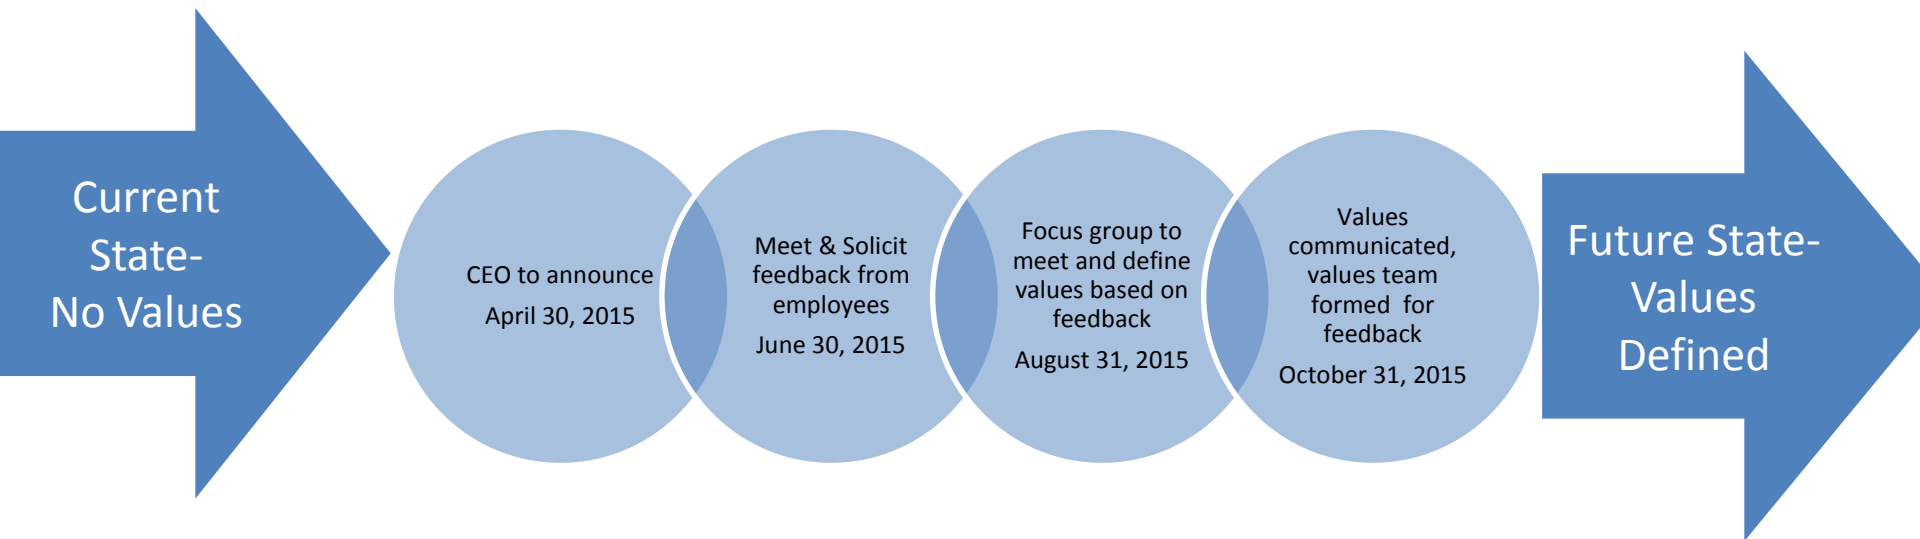 Current
State-
No Values
CEO to announce
April 30, 2015
Meet & Solicit
feedback from
employees
June 30, 2015
Focus group to
meet and define
values based on
feedback
August 31, 2015
Values
communicated,
values team
formed for
feedback
October 31, 2015
Future State-
Values
Defined